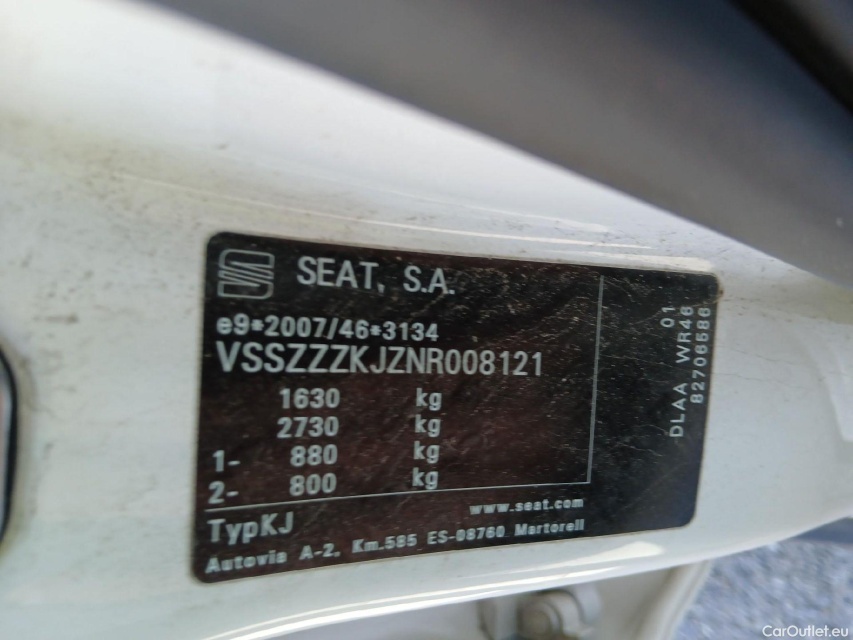 SEAT, S.A.
e9*2007/46*3134
VSSZZZKJZNR008121
1630 kg
2730 kg
1- 880 kg
2- 800 kg
www.seat.com
TypKJ
Autovia A-2, Km.585 ES-08760 Martorell
01
DLAA WR46
82706586
CarOutlet.eu